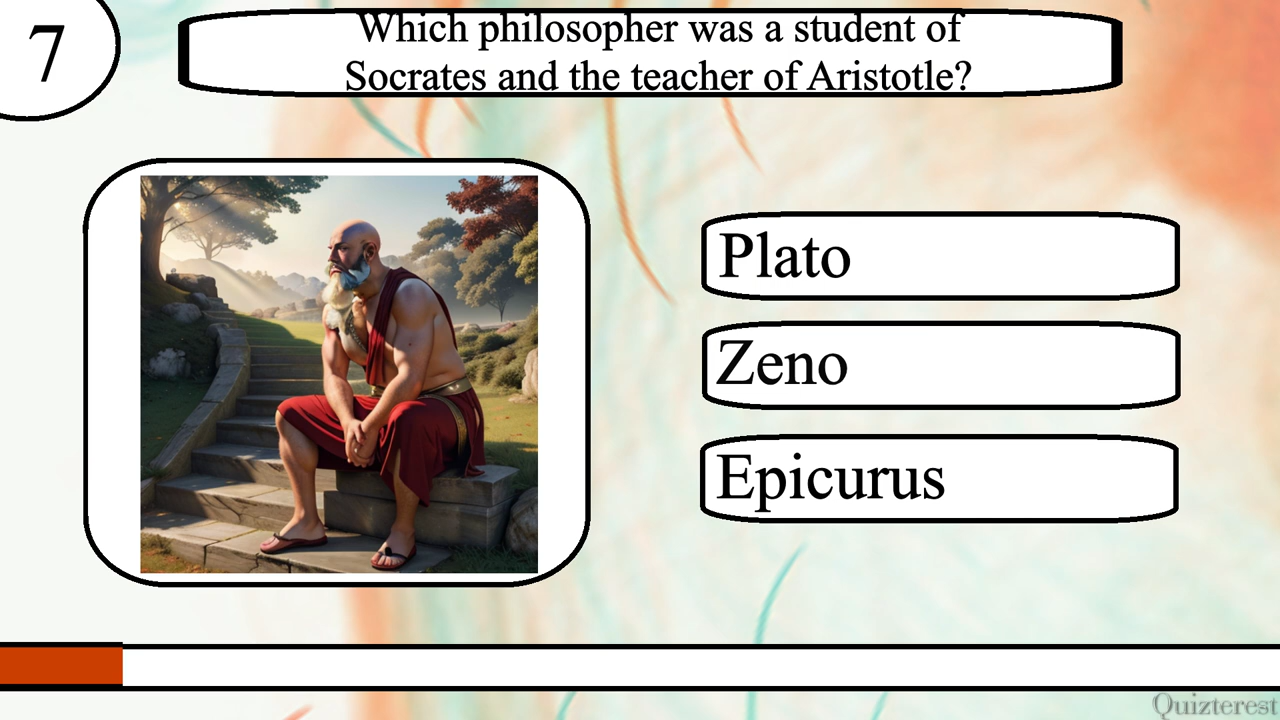 7
Which philosopher was a student of
Socrates and the teacher of Aristotle?
Plato
Zeno
Epicurus
Quizterest